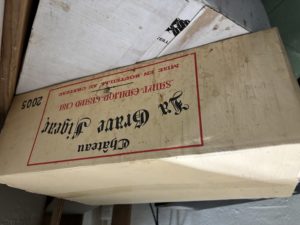 Château
La Grave Figeac
SAINT-EMILION GRAND CRU
MISE EN BOUTEILLE AU CHATEAU
2005